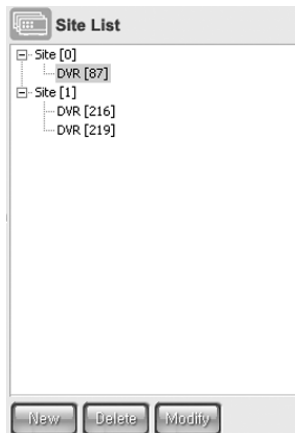 Site List
Site [0]
DVR [87]
Site [1]
DVR [216]
DVR [219]
New Delete Modify